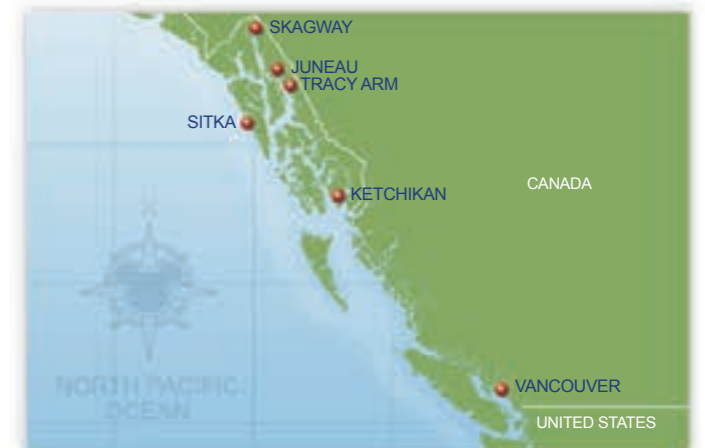 SKAGWAY
JUNEAU
TRACY ARM
SITKA
CANADA
KETCHIKAN
N
NORTH PACIFIC
OCEAN
VANCOUVER
UNITED STATES